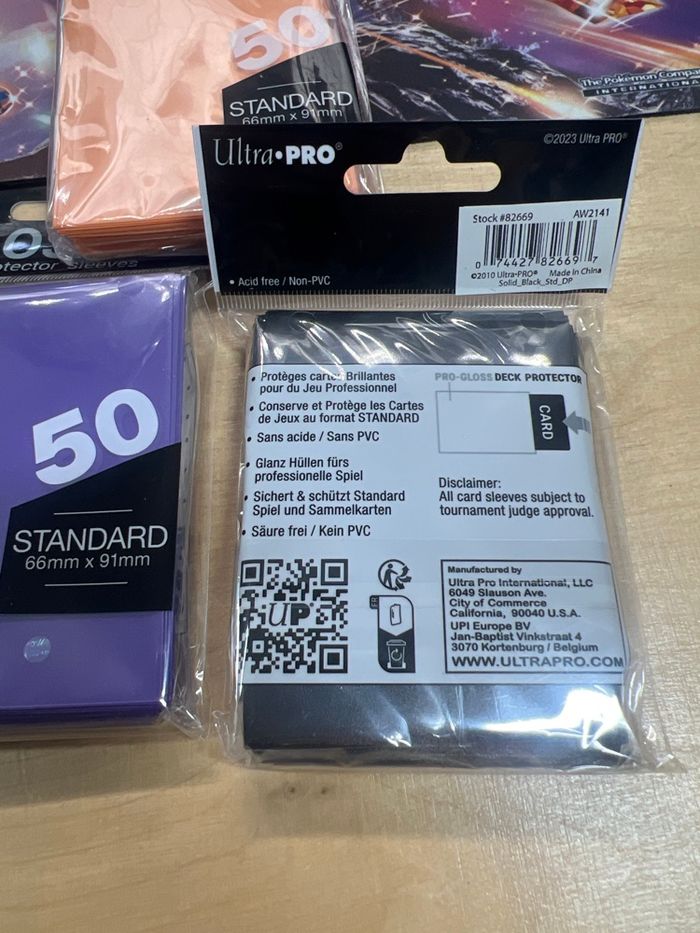 50
STANDARD
66mm x 91mm
The Pokémon Company
INTERNATIONAL
Ultra•PRO®
©2023 Ultra PRO®
Stock #82669
AW2141
0 74427 82669 7
©2010 Ultra•PRO® Made in China
Solid_Black_Std_DP
• Acid free / Non-PVC
sleeves
50
STANDARD
66mm x 91mm
• Protèges cartes Brillantes
pour du Jeu Professionnel
• Conserve et Protège les Cartes
de Jeux au format STANDARD
• Sans acide / Sans PVC
• Glanz Hüllen fürs
professionelle Spiel
• Sichert & schützt Standard
Spiel und Sammelkarten
• Säure frei / Kein PVC
PRO-GLOSS DECK PROTECTOR
CARD
Disclaimer:
All card sleeves subject to
tournament judge approval.
UP
FR
Manufactured by
Ultra Pro International, LLC
6049 Slauson Ave.
City of Commerce
California, 90040 U.S.A.
UPI Europe BV
Jan-Baptist Vinkstraat 4
3070 Kortenburg / Belgium
WWW.ULTRAPRO.COM